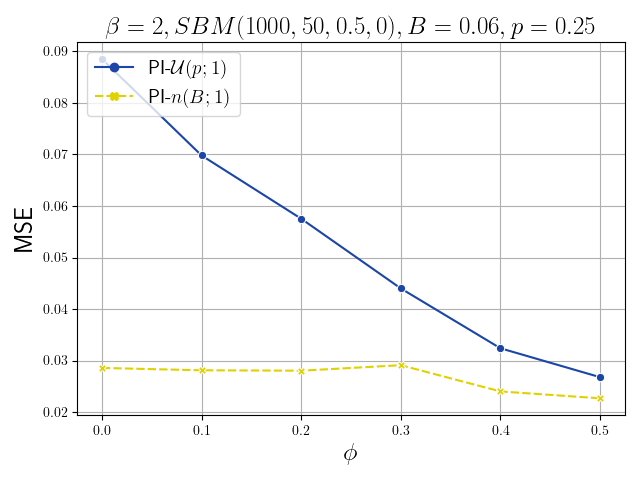 β = 2, SBM(1000, 50, 0.5, 0), B = 0.06, p = 0.25
PI-𝒰(p; 1)
PI-n(B; 1)
MSE
0.09
0.08
0.07
0.06
0.05
0.04
0.03
0.02
0.0 0.1 0.2 0.3 0.4 0.5
ϕ